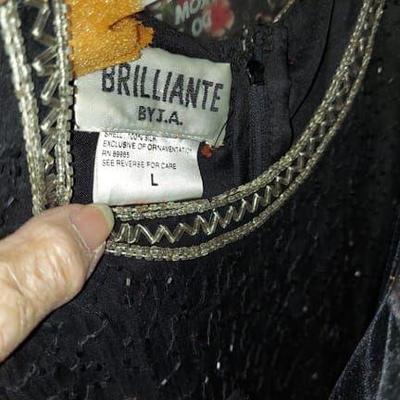 BRILLIANTE
BY J.A.
SHELL: 100% SILK
EXCLUSIVE OF ORNAMENTATION
RN 89985
SEE REVERSE FOR CARE
L